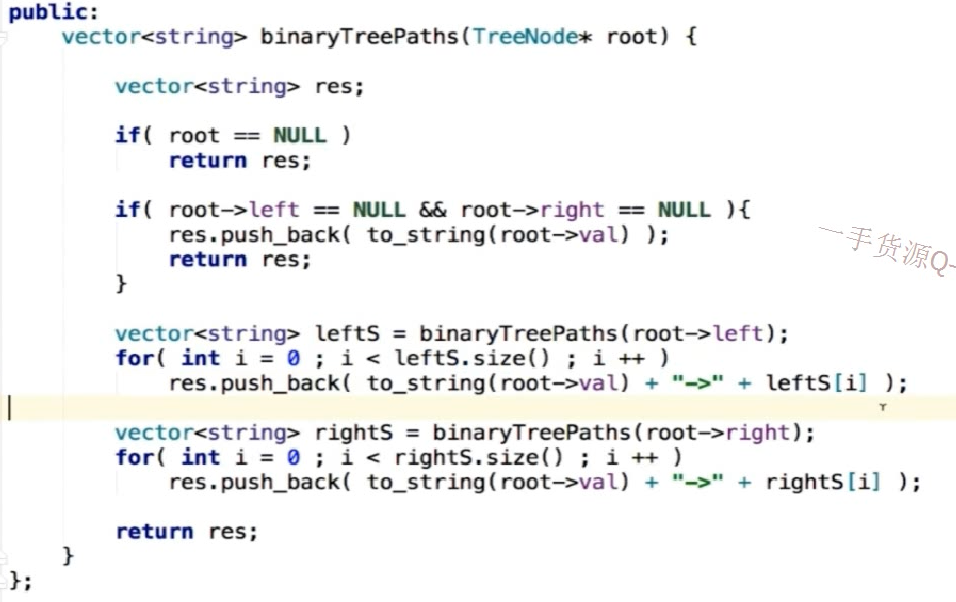 public:
    vector<string> binaryTreePaths(TreeNode* root) {
        vector<string> res;
        if( root == NULL )
            return res;
        if( root->left == NULL && root->right == NULL ){
            res.push_back( to_string(root->val) );
            return res;
        }
        vector<string> leftS = binaryTreePaths(root->left);
        for( int i = 0 ; i < leftS.size() ; i ++ )
            res.push_back( to_string(root->val) + "->" + leftS[i] );
        vector<string> rightS = binaryTreePaths(root->right);
        for( int i = 0 ; i < rightS.size() ; i ++ )
            res.push_back( to_string(root->val) + "->" + rightS[i] );
        return res;
    }
};
一手货源Q-